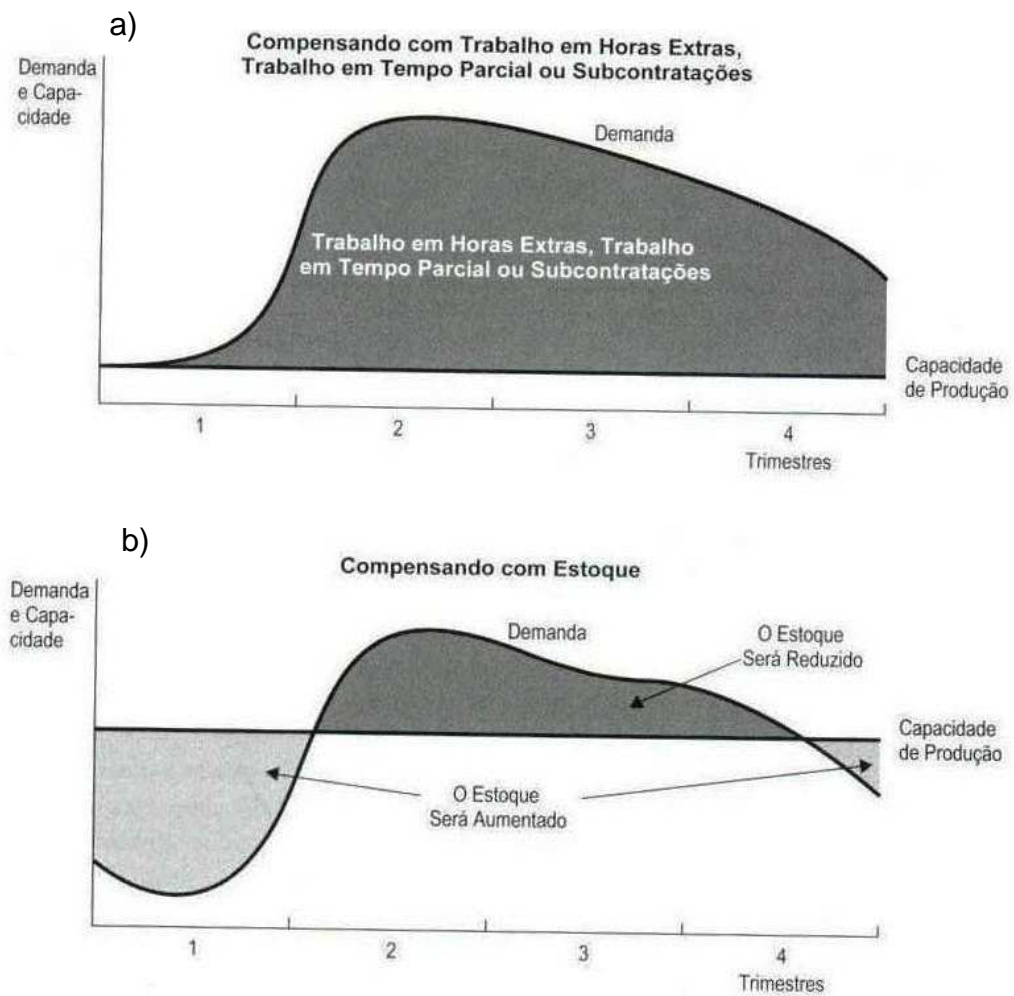 a)
Compensando com Trabalho em Horas Extras,
Trabalho em Tempo Parcial ou Subcontratações
Demanda
e Capa-
cidade
Demanda
Trabalho em Horas Extras, Trabalho
em Tempo Parcial ou Subcontratações
Capacidade
de Produção
1 2 3 4
Trimestres
b)
Compensando com Estoque
Demanda
e Capa-
cidade
Demanda
O Estoque
Será Reduzido
Capacidade
de Produção
O Estoque
Será Aumentado
1 2 3 4
Trimestres